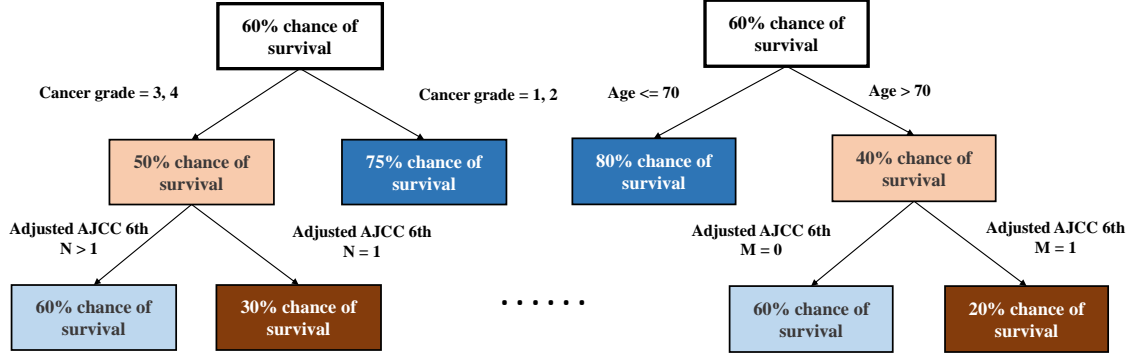 60% chance of
survival
60% chance of
survival
Cancer grade = 3, 4
Cancer grade = 1, 2
Age <= 70
Age > 70
50% chance of
survival
75% chance of
survival
80% chance of
survival
40% chance of
survival
Adjusted AJCC 6th
N > 1
Adjusted AJCC 6th
N = 1
Adjusted AJCC 6th
M = 0
Adjusted AJCC 6th
M = 1
60% chance of
survival
30% chance of
survival
. . . . . .
60% chance of
survival
20% chance of
survival